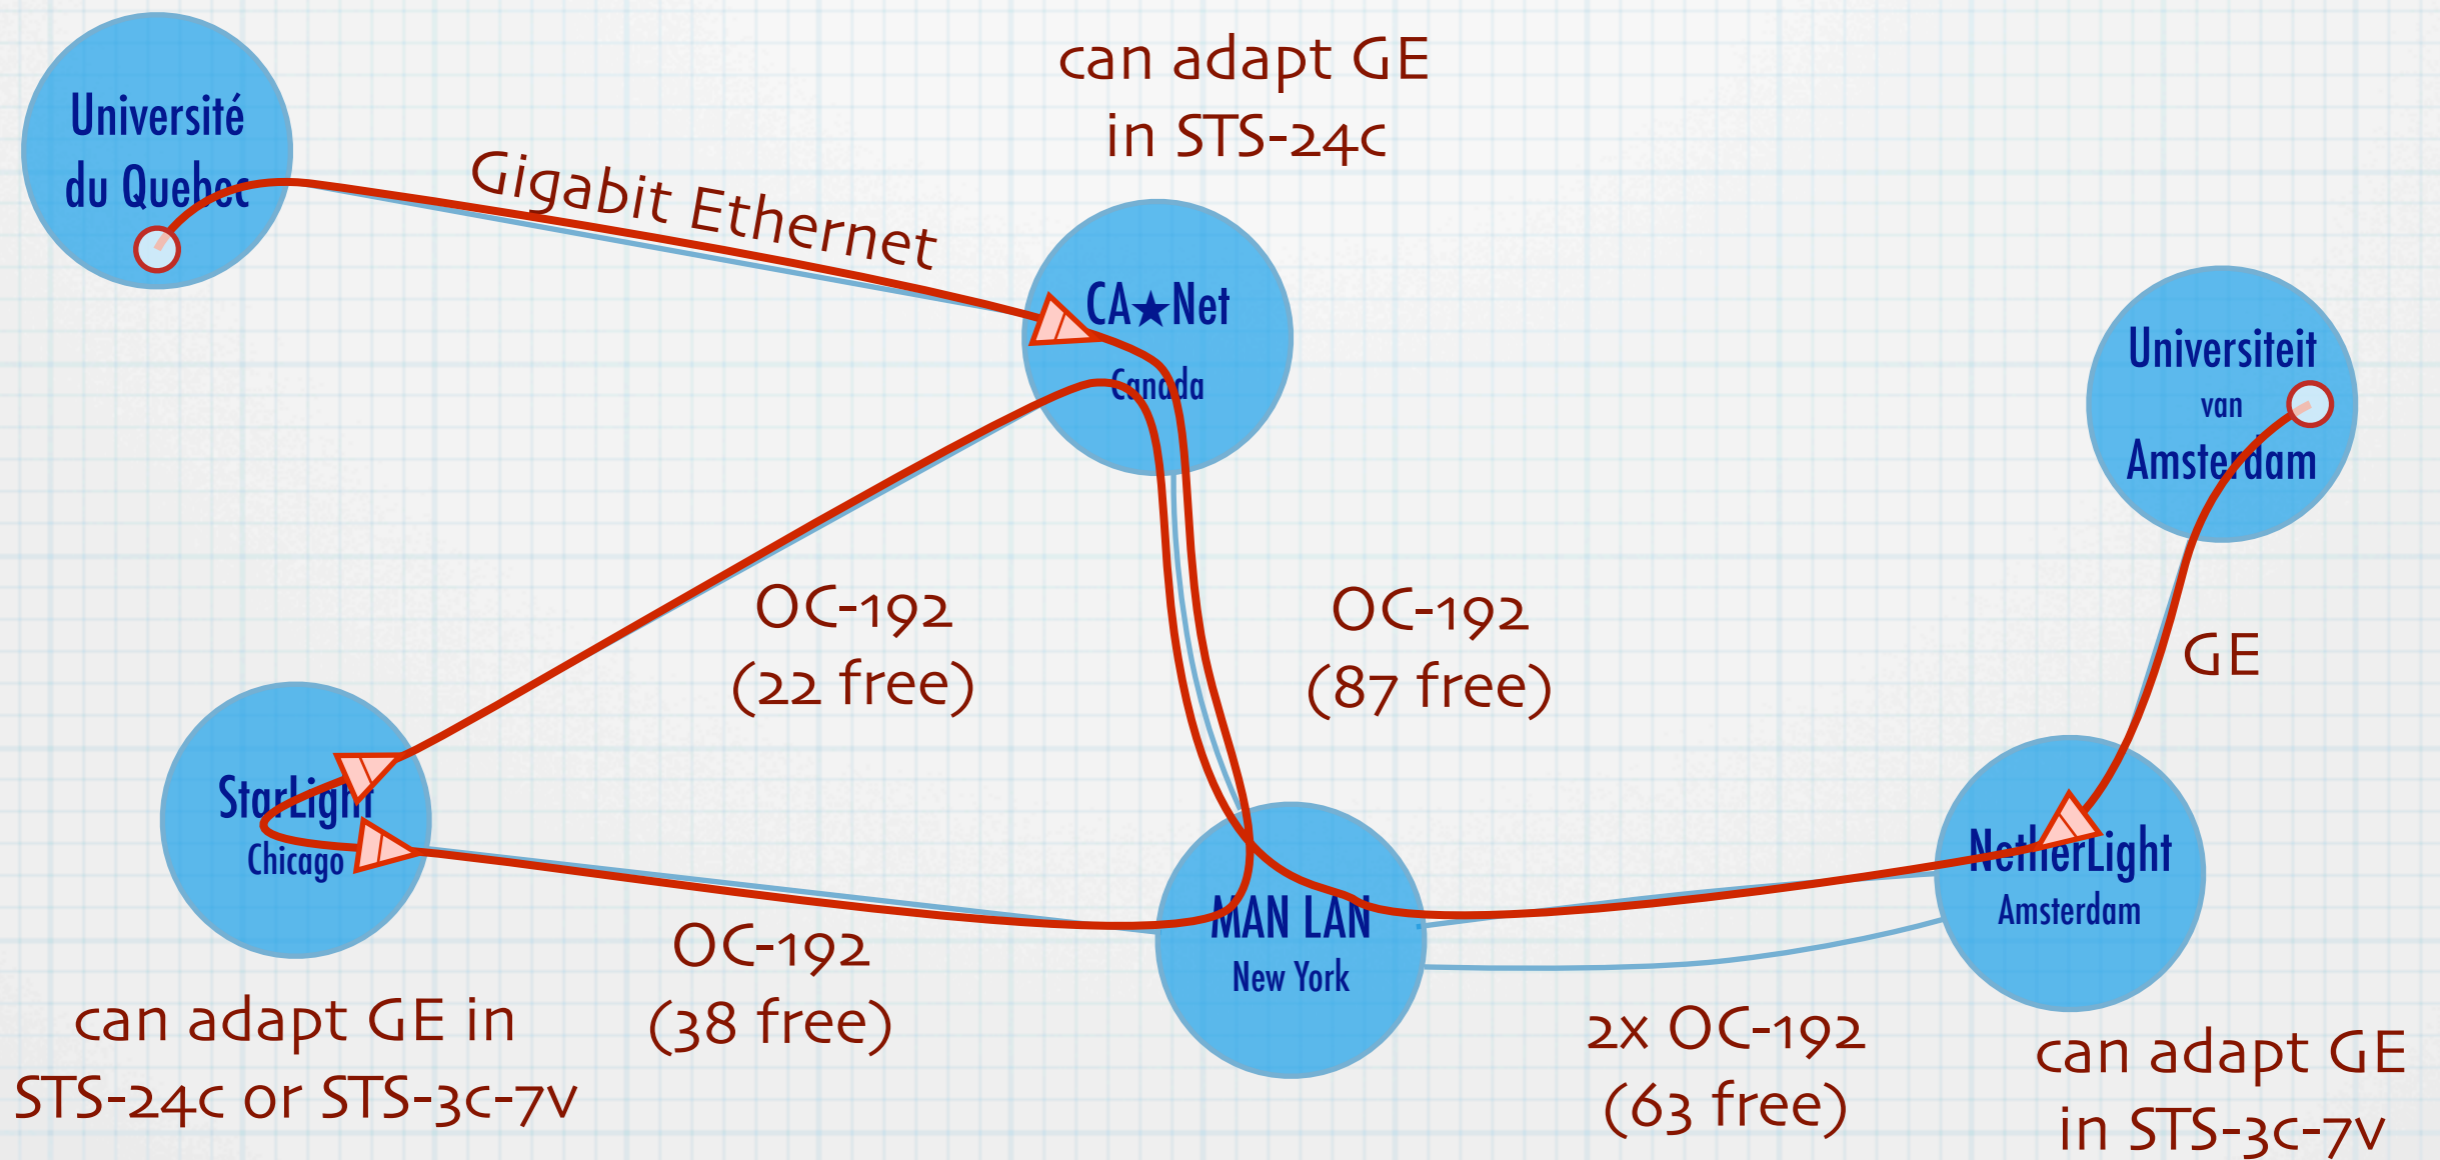 Université
du Quebec
Gigabit Ethernet
can adapt GE
in STS-24c
CA★Net
Canada
Universiteit
van
Amsterdam
OC-192
(22 free)
OC-192
(87 free)
GE
StarLight
Chicago
can adapt GE in
STS-24c or STS-3c-7v
OC-192
(38 free)
MAN LAN
New York
2x OC-192
(63 free)
NetherLight
Amsterdam
can adapt GE
in STS-3c-7v